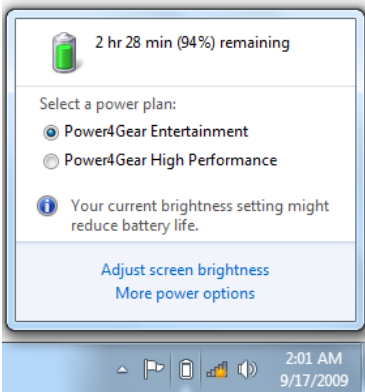 2 hr 28 min (94%) remaining
Select a power plan:
Power4Gear Entertainment
Power4Gear High Performance
Your current brightness setting might
reduce battery life.
Adjust screen brightness
More power options
2:01 AM
9/17/2009